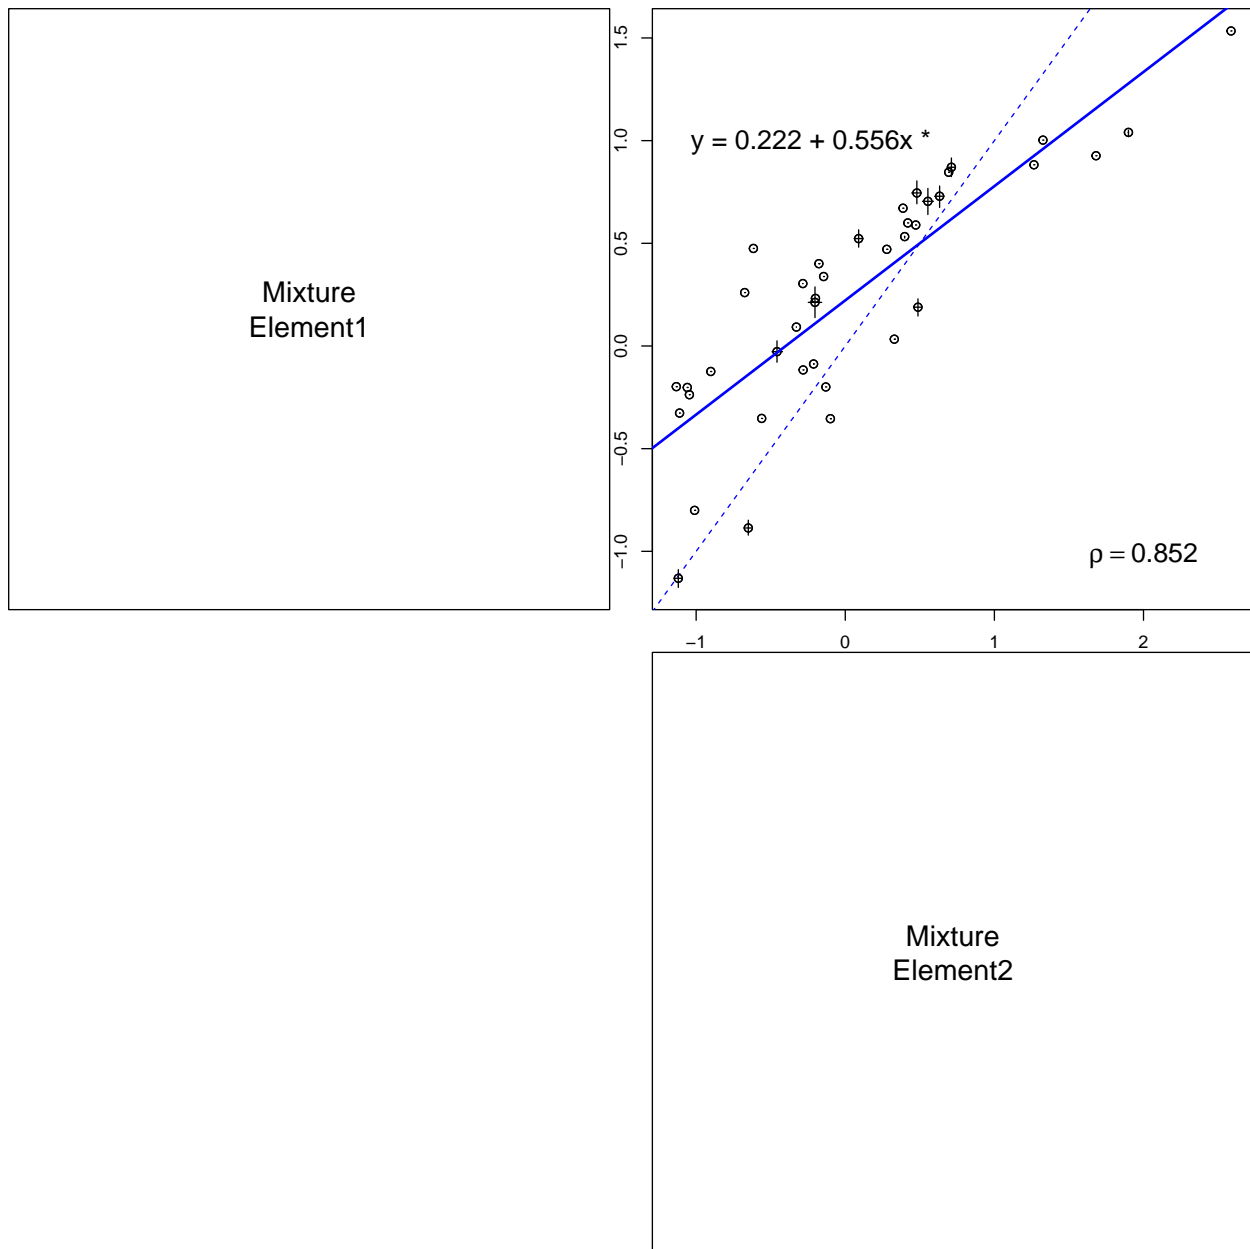 1.5
1.0
0.5
0.0
−0.5
−1.0
y = 0.222 + 0.556x *
Mixture
Element1
ρ = 0.852
−1 0 1 2
Mixture
Element2